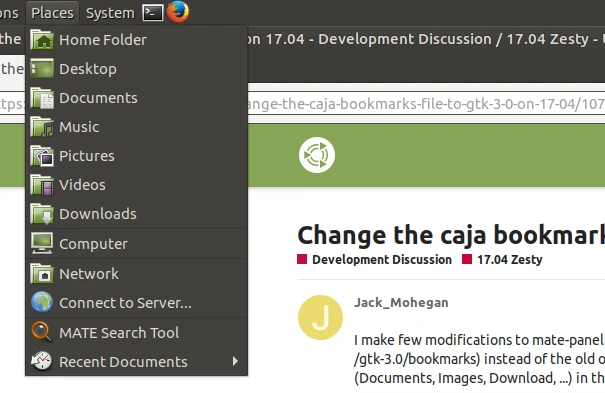 Places System
on 17.04 - Development Discussion / 17.04 Zesty -
Home Folder
Desktop
the
ange-the-caja-bookmarks-file-to-gtk-3-0-on-17-04/107
Documents
Music
Pictures
Videos
Downloads
Computer
Network
Connect to Server...
MATE Search Tool
Recent Documents
Change the caja bookmark
Development Discussion 17.04 Zesty
J
Jack_Mohegan
I make few modifications to mate-panel
/gtk-3.0/bookmarks) instead of the old o
(Documents, Images, Download, ...) in th